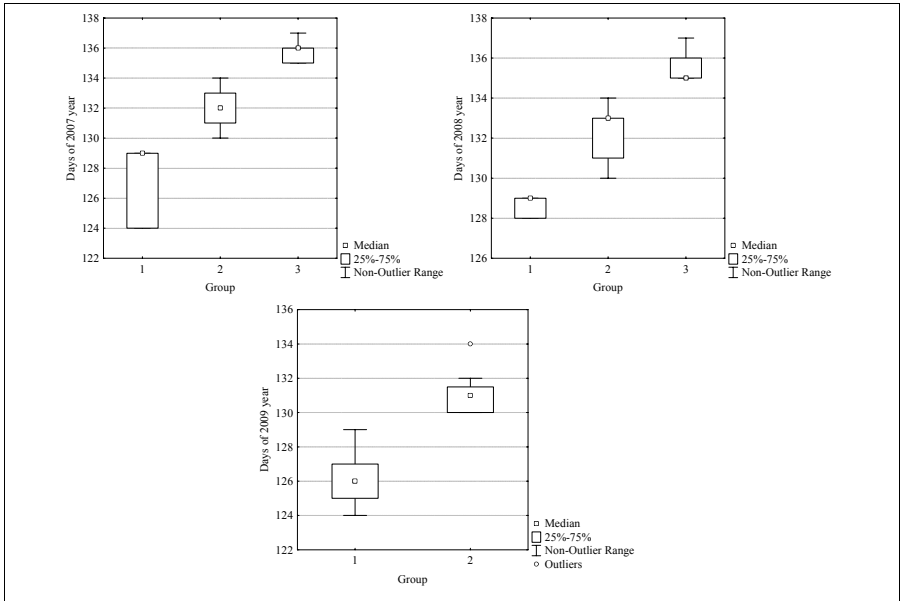 138
136
134
132
130
128
126
124
122
Days of 2007 year
1 2 3
Group
Median
25%-75%
Non-Outlier Range
138
136
134
132
130
128
126
Days of 2008 year
1 2 3
Group
Median
25%-75%
Non-Outlier Range
136
134
132
130
128
126
124
122
Days of 2009 year
1 2
Group
Median
25%-75%
Non-Outlier Range
Outliers